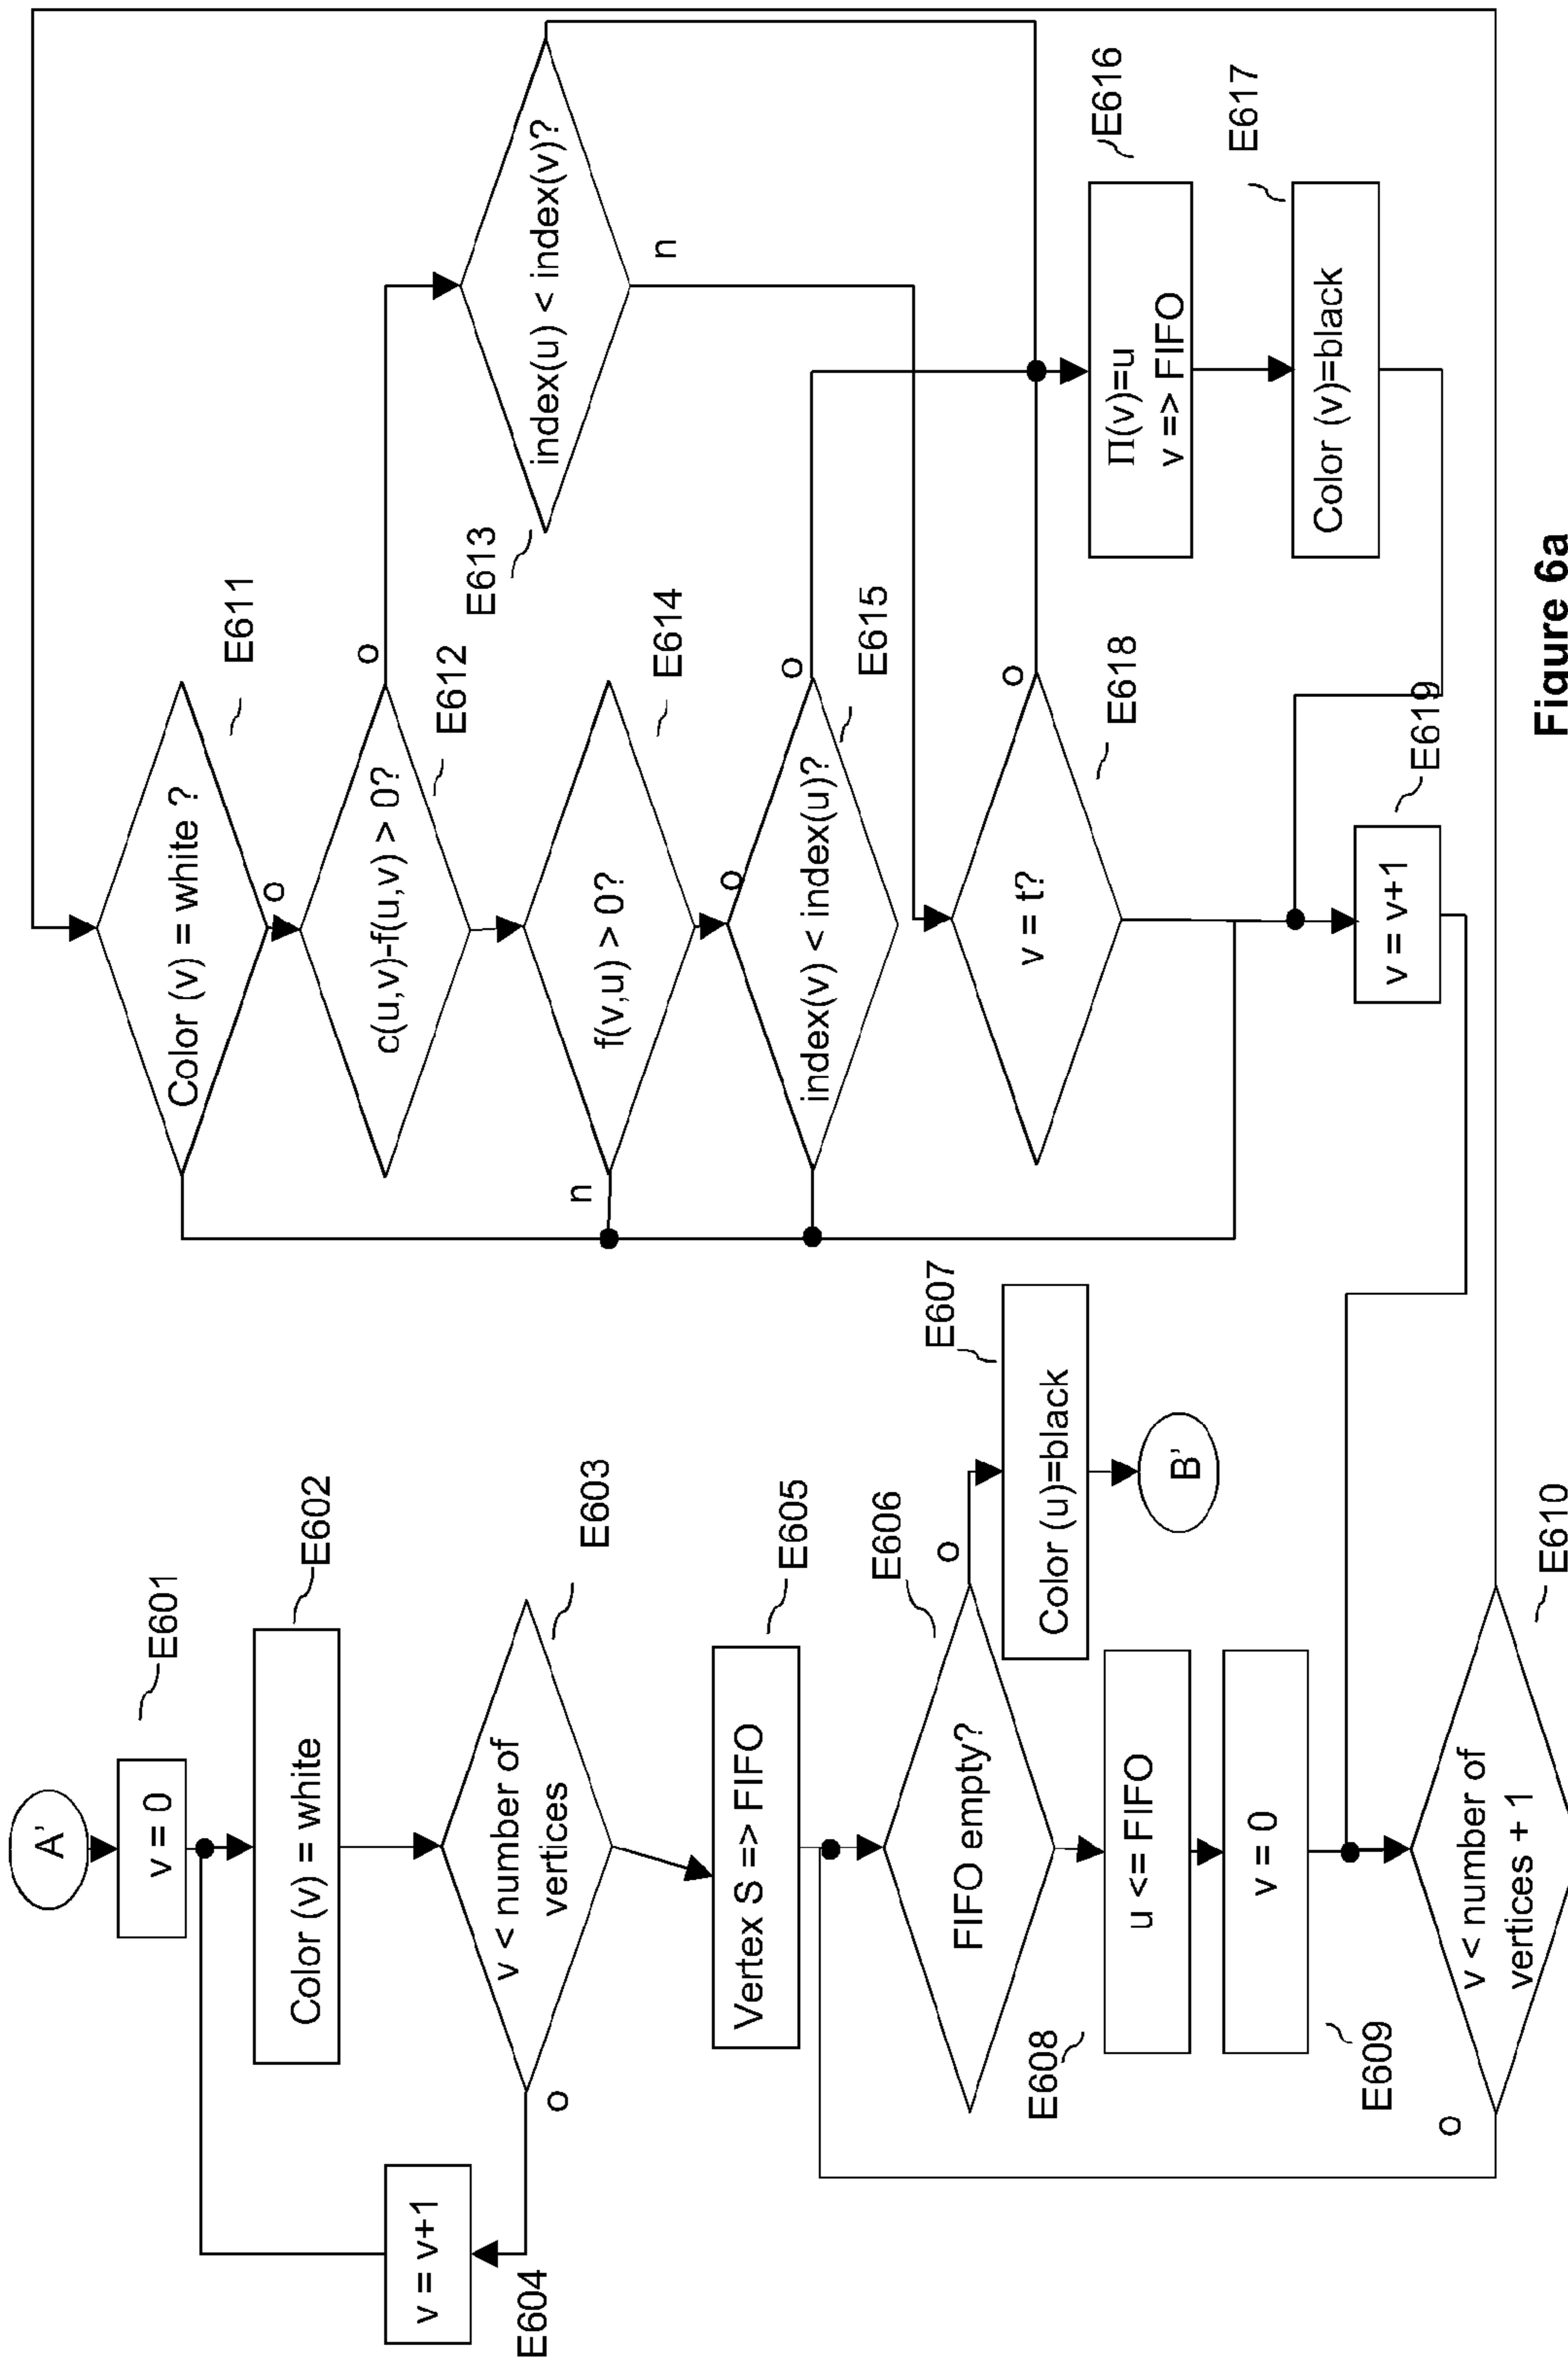 A'
v = 0
E601
Color (v) = white
E602
v < number of
vertices
E603
o
v = v+1
E604
Vertex S => FIFO
E605
FIFO empty?
E606
o
Color (u)=black
E607
B'
u <= FIFO
E608
v = 0
E609
v < number of
vertices + 1
E610
o
Color (v) = white ?
E611
o
c(u,v)-f(u,v) > 0?
E612
o
index(u) < index(v)?
E613
n
f(v,u) > 0?
E614
n
o
index(v) < index(u)?
E615
o
Π(v)=u
v => FIFO
E616
Color (v)=black
E617
v = t?
E618
o
v = v+1
E619
Figure 6a